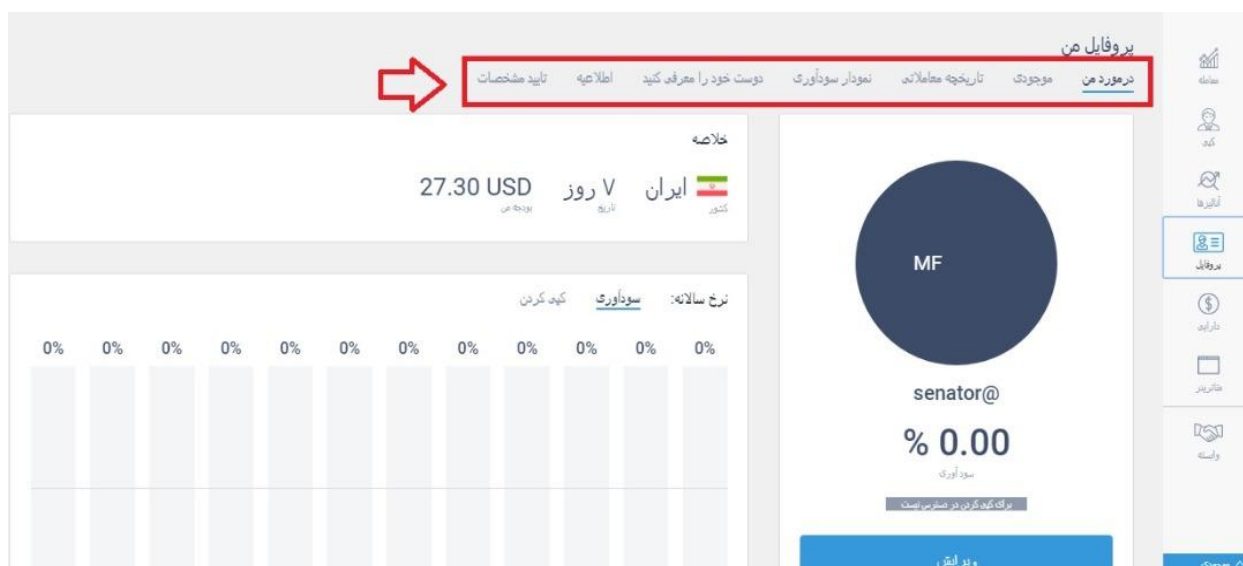 پروفایل من
درمورد من موجودی تاریخچه معاملاتی نمودار سودآوری دوست خود را معرفی کنید اطلاعیه تایید مشخصات
معامله
کپی
آنالیزها
پروفایل
دارایی
متاتریدر
وابسته
MF
senator@
% 0.00
سودآوری
برای کپی کردن در دسترس نیست
ویرایش
خلاصه
ایران ۷ روز 27.30 USD
کشور تاریخ بودجه من
نرخ سالانه: سودآوری کپی کردن
0% 0% 0% 0% 0% 0% 0% 0% 0% 0% 0% 0%